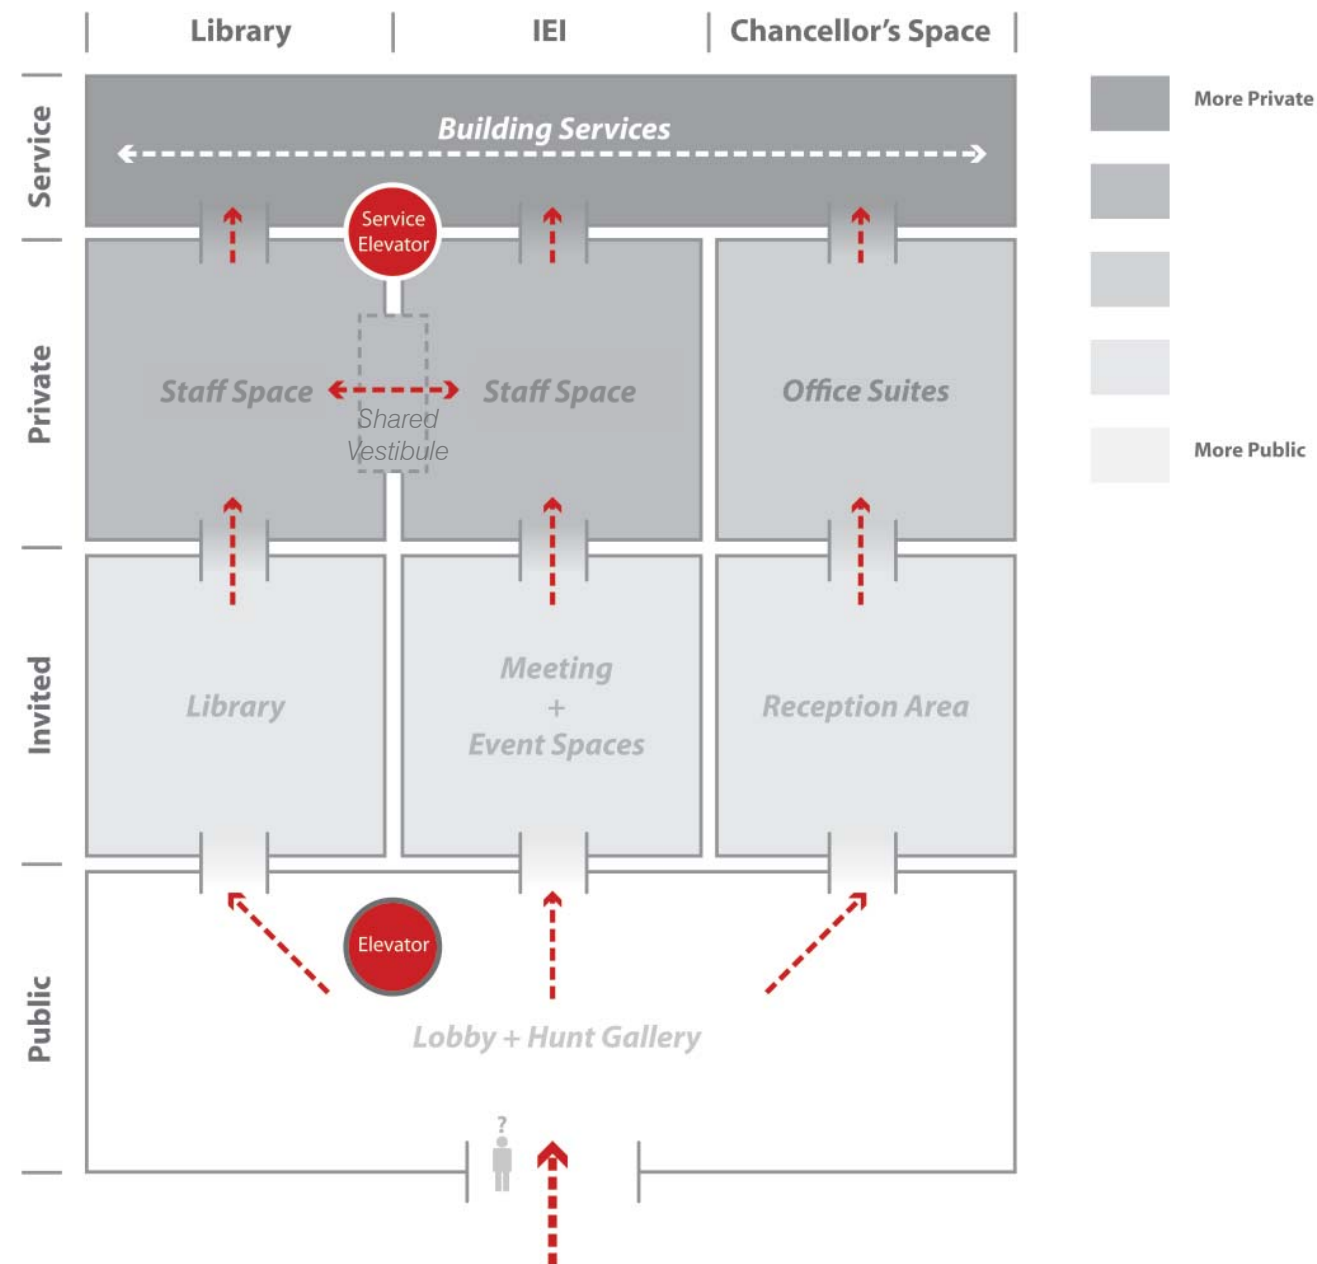 Library
IEI
Chancellor's Space
Service
Building Services
More Private
Service
Elevator
Private
Staff Space
Staff Space
Office Suites
Shared
Vestibule
More Public
Invited
Library
Meeting
+
Event Spaces
Reception Area
Public
Elevator
Lobby + Hunt Gallery
?